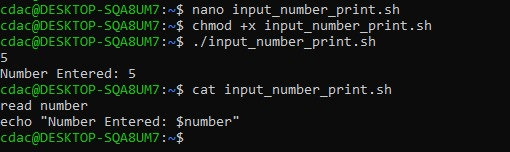 cdac@DESKTOP-SQA8UM7:~$ nano input_number_print.sh
cdac@DESKTOP-SQA8UM7:~$ chmod +x input_number_print.sh
cdac@DESKTOP-SQA8UM7:~$ ./input_number_print.sh
5
Number Entered: 5
cdac@DESKTOP-SQA8UM7:~$ cat input_number_print.sh
read number
echo "Number Entered: $number"
cdac@DESKTOP-SQA8UM7:~$